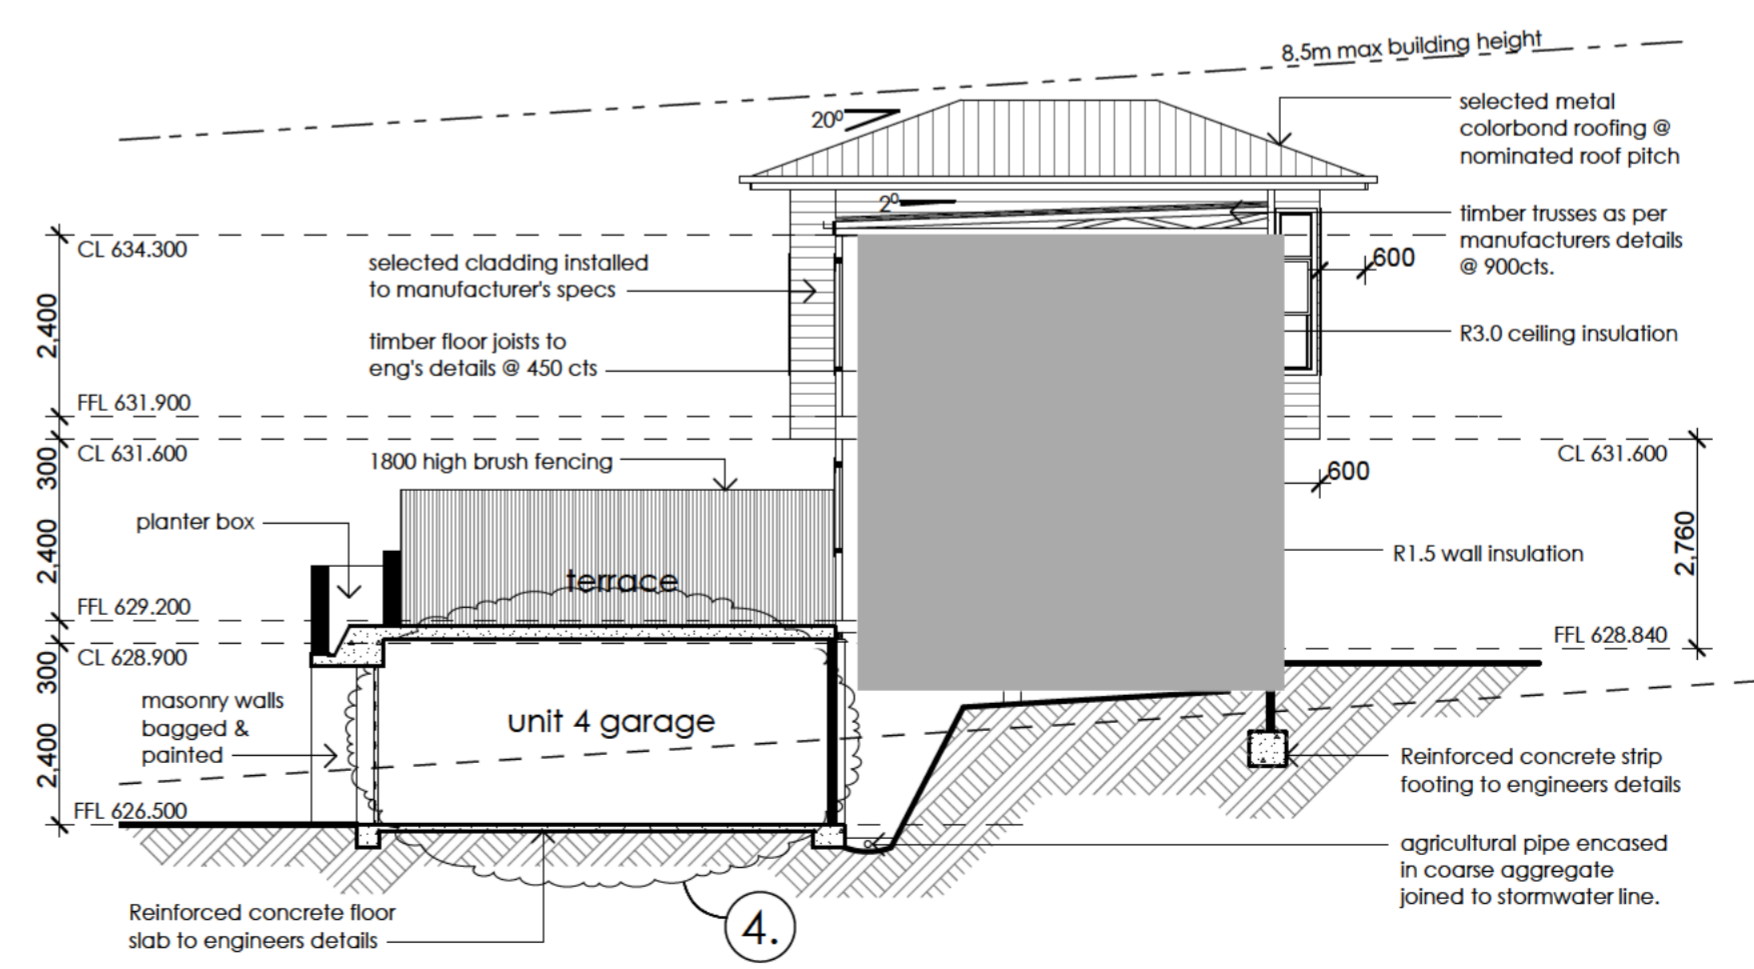 8.5m max building height
20º
selected metal
colorbond roofing @
nominated roof pitch
2º
timber trusses as per
manufacturers details
@ 900cts.
CL 634.300
selected cladding installed
to manufacturer's specs
600
2,400
timber floor joists to
eng's details @ 450 cts
R3.0 ceiling insulation
FFL 631.900
300
CL 631.600
1800 high brush fencing
CL 631.600
600
planter box
2,400
terrace
R1.5 wall insulation
2,760
FFL 629.200
FFL 628.840
300
CL 628.900
masonry walls
bagged &
painted
unit 4 garage
2,400
Reinforced concrete strip
footing to engineers details
FFL 626.500
agricultural pipe encased
in coarse aggregate
joined to stormwater line.
Reinforced concrete floor
slab to engineers details
4.